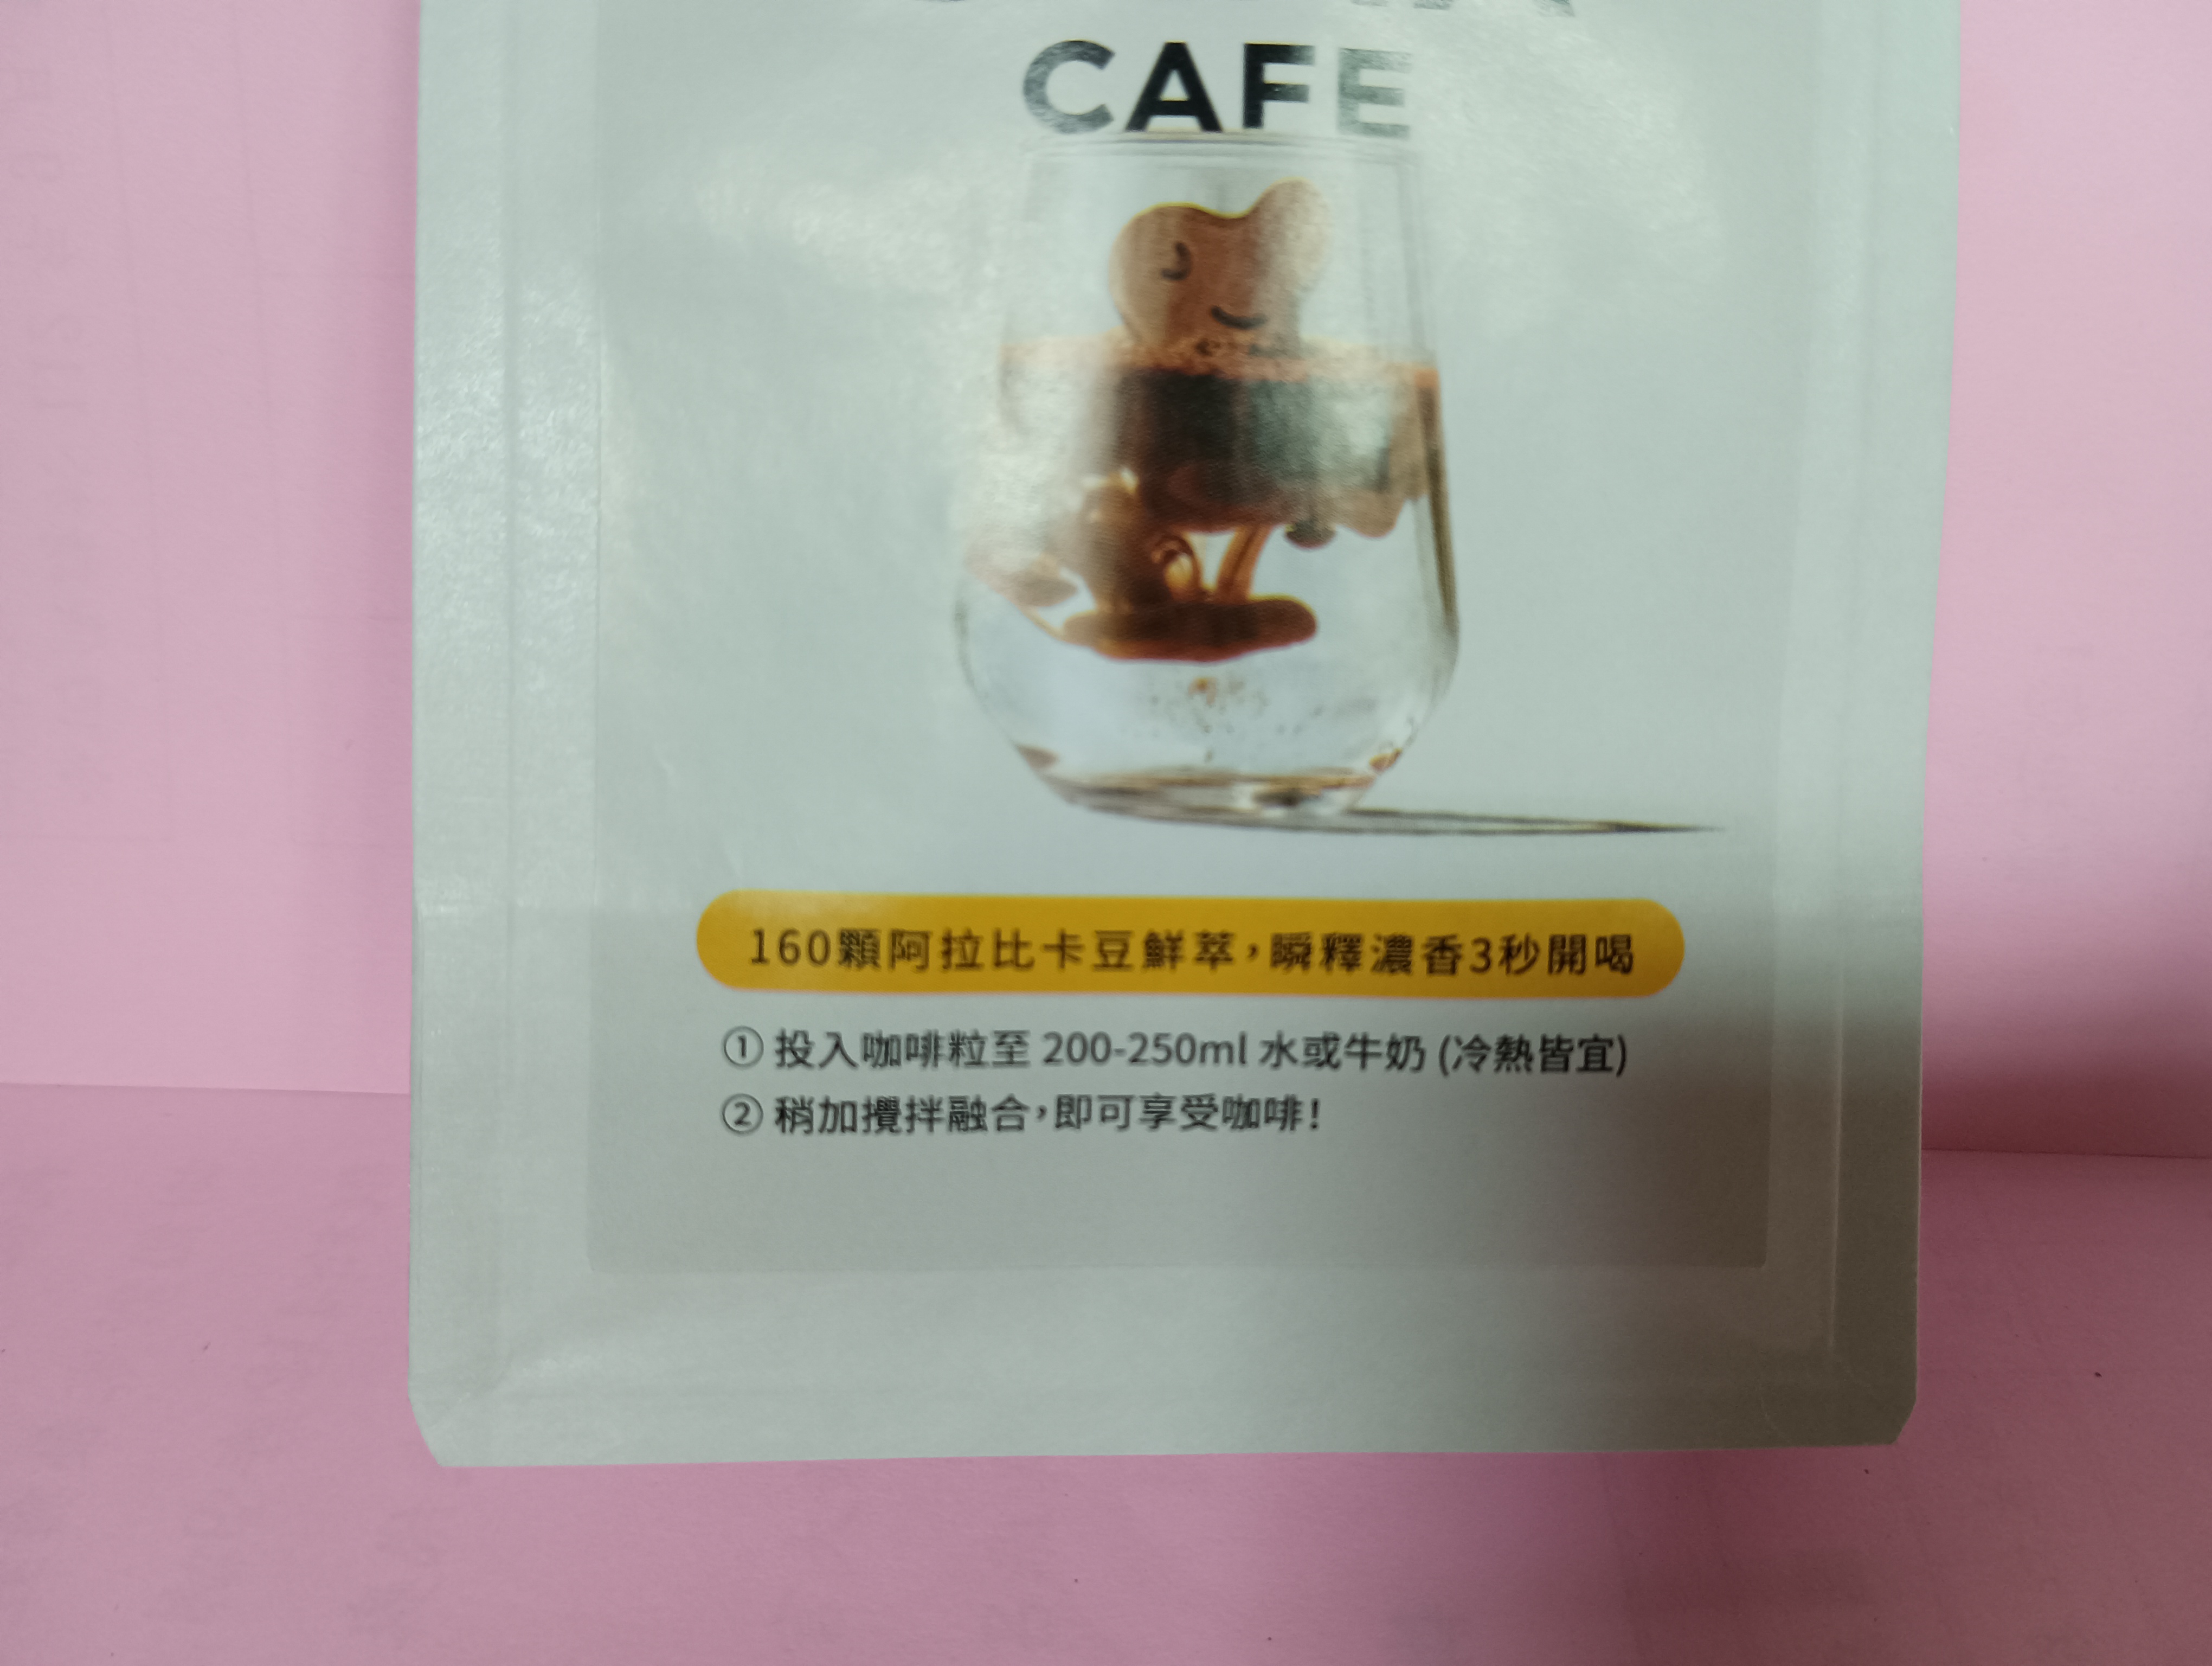 CAFE
160顆阿拉比卡豆鮮萃，瞬釋濃香3秒開喝
① 投入咖啡粒至 200-250ml 水或牛奶 (冷熱皆宜)
② 稍加攪拌融合，即可享受咖啡！